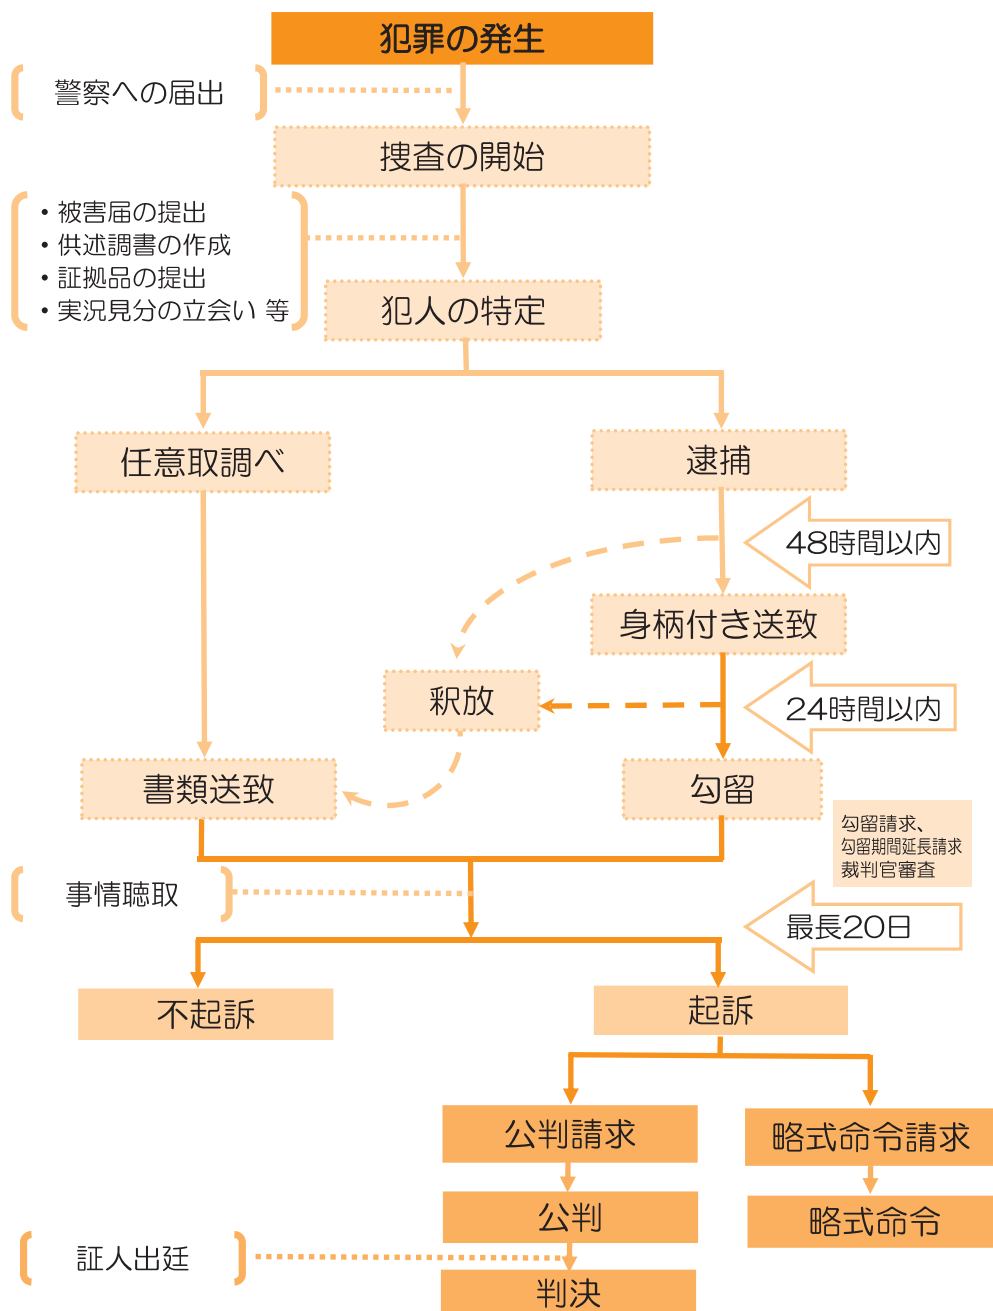 犯罪の発生
警察への届出
捜査の開始
・被害届の提出
・供述調書の作成
・証拠品の提出
・実況見分の立会い 等
犯人の特定
任意取調べ
逮捕
48時間以内
身柄付き送致
釈放
24時間以内
書類送致
勾留
勾留請求、
勾留期間延長請求
裁判官審査
事情聴取
最長20日
不起訴
起訴
公判請求
略式命令請求
公判
略式命令
証人出廷
判決